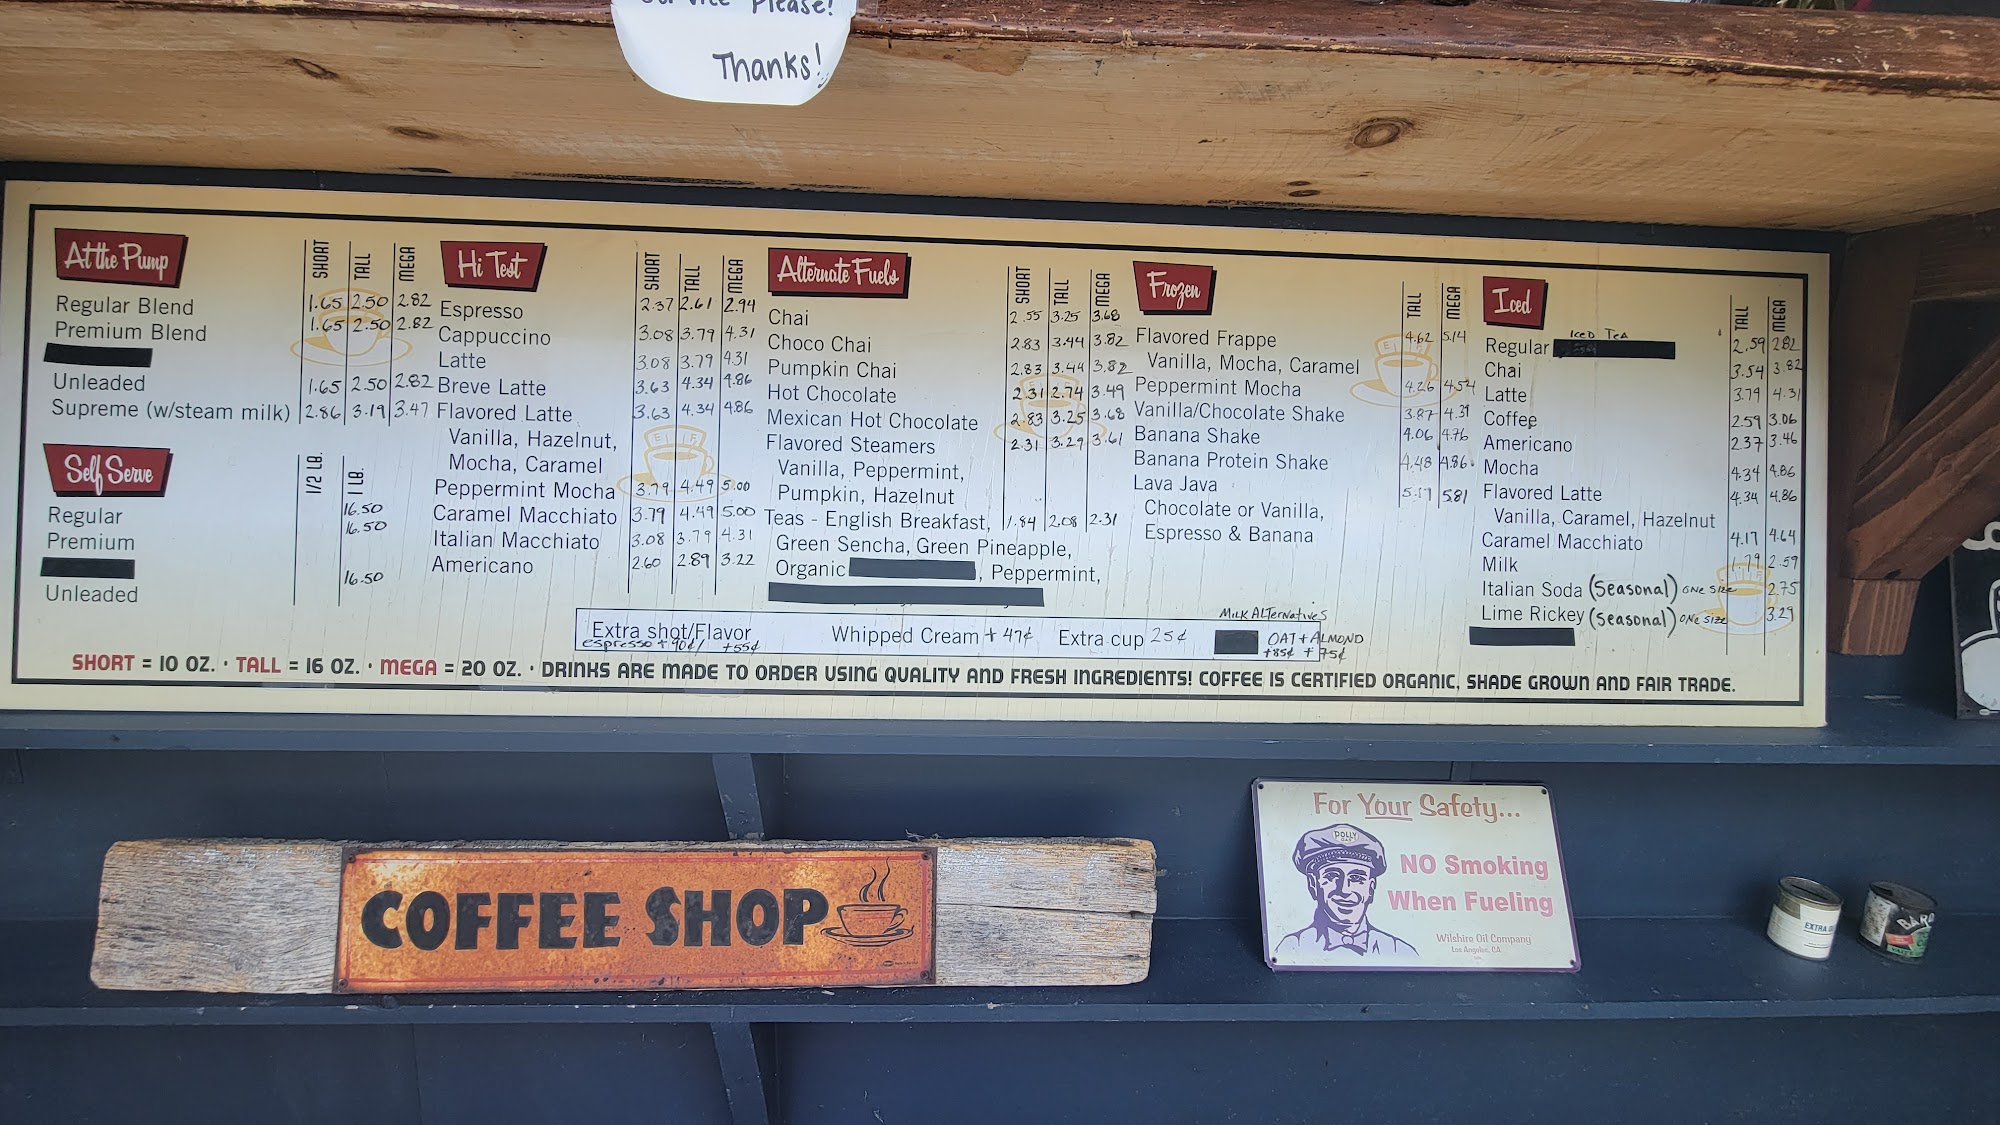 Service Please!
Thanks!
At the Pump
SHORT TALL MEGA
Regular Blend 1.65 2.50 2.82
Premium Blend 1.65 2.50 2.82
Unleaded 1.65 2.50 2.82
Supreme (w/steam milk) 2.86 3.19 3.47
Self Serve
1/2 LB. 1 LB.
Regular 16.50
Premium 16.50
Unleaded 16.50
Hi Test
SHORT TALL MEGA
Espresso 2.37 2.61 2.94
Cappuccino 3.08 3.79 4.31
Latte 3.08 3.79 4.31
Breve Latte 3.63 4.34 4.86
Flavored Latte 3.63 4.34 4.86
Vanilla, Hazelnut,
Mocha, Caramel
Peppermint Mocha 3.79 4.49 5.00
Caramel Macchiato 3.79 4.49 5.00
Italian Macchiato 3.08 3.79 4.31
Americano 2.60 2.89 3.22
Alternate Fuels
SHORT TALL MEGA
Chai 2.55 3.25 3.68
Choco Chai 2.83 3.44 3.82
Pumpkin Chai 2.83 3.44 3.82
Hot Chocolate 2.31 2.74 3.49
Mexican Hot Chocolate 2.83 3.25 3.68
Flavored Steamers 2.31 3.29 3.61
Vanilla, Peppermint,
Pumpkin, Hazelnut
Teas - English Breakfast, 1.84 2.08 2.31
Green Sencha, Green Pineapple,
Organic , Peppermint,
Frozen
TALL MEGA
Flavored Frappe 4.62 5.14
Vanilla, Mocha, Caramel
Peppermint Mocha 4.26 4.54
Vanilla/Chocolate Shake 3.87 4.39
Banana Shake 4.06 4.76
Banana Protein Shake 4.48 4.86
Lava Java 5.19 5.81
Chocolate or Vanilla,
Espresso & Banana
Iced
TALL MEGA
Iced Tea
Regular 2.59 2.82
Chai 3.54 3.82
Latte 3.79 4.31
Coffee 2.59 3.06
Americano 2.37 3.46
Mocha 4.34 4.86
Flavored Latte 4.34 4.86
Vanilla, Caramel, Hazelnut
Caramel Macchiato 4.17 4.64
Milk 1.79 2.59
Italian Soda (seasonal) one size 2.75
Lime Rickey (seasonal) one size 3.29
Extra shot/Flavor
espresso + 90¢/ +55¢
Whipped Cream + 47¢
Extra cup 25¢
Milk Alternatives
OAT + ALMOND
+85¢ + 75¢
SHORT = 10 OZ. · TALL = 16 OZ. · MEGA = 20 OZ. · DRINKS ARE MADE TO ORDER USING QUALITY AND FRESH INGREDIENTS! COFFEE IS CERTIFIED ORGANIC, SHADE GROWN AND FAIR TRADE.
COFFEE SHOP
For Your Safety...
POLLY
NO Smoking
When Fueling
Wilshire Oil Company
Los Angeles, CA
EXTRA